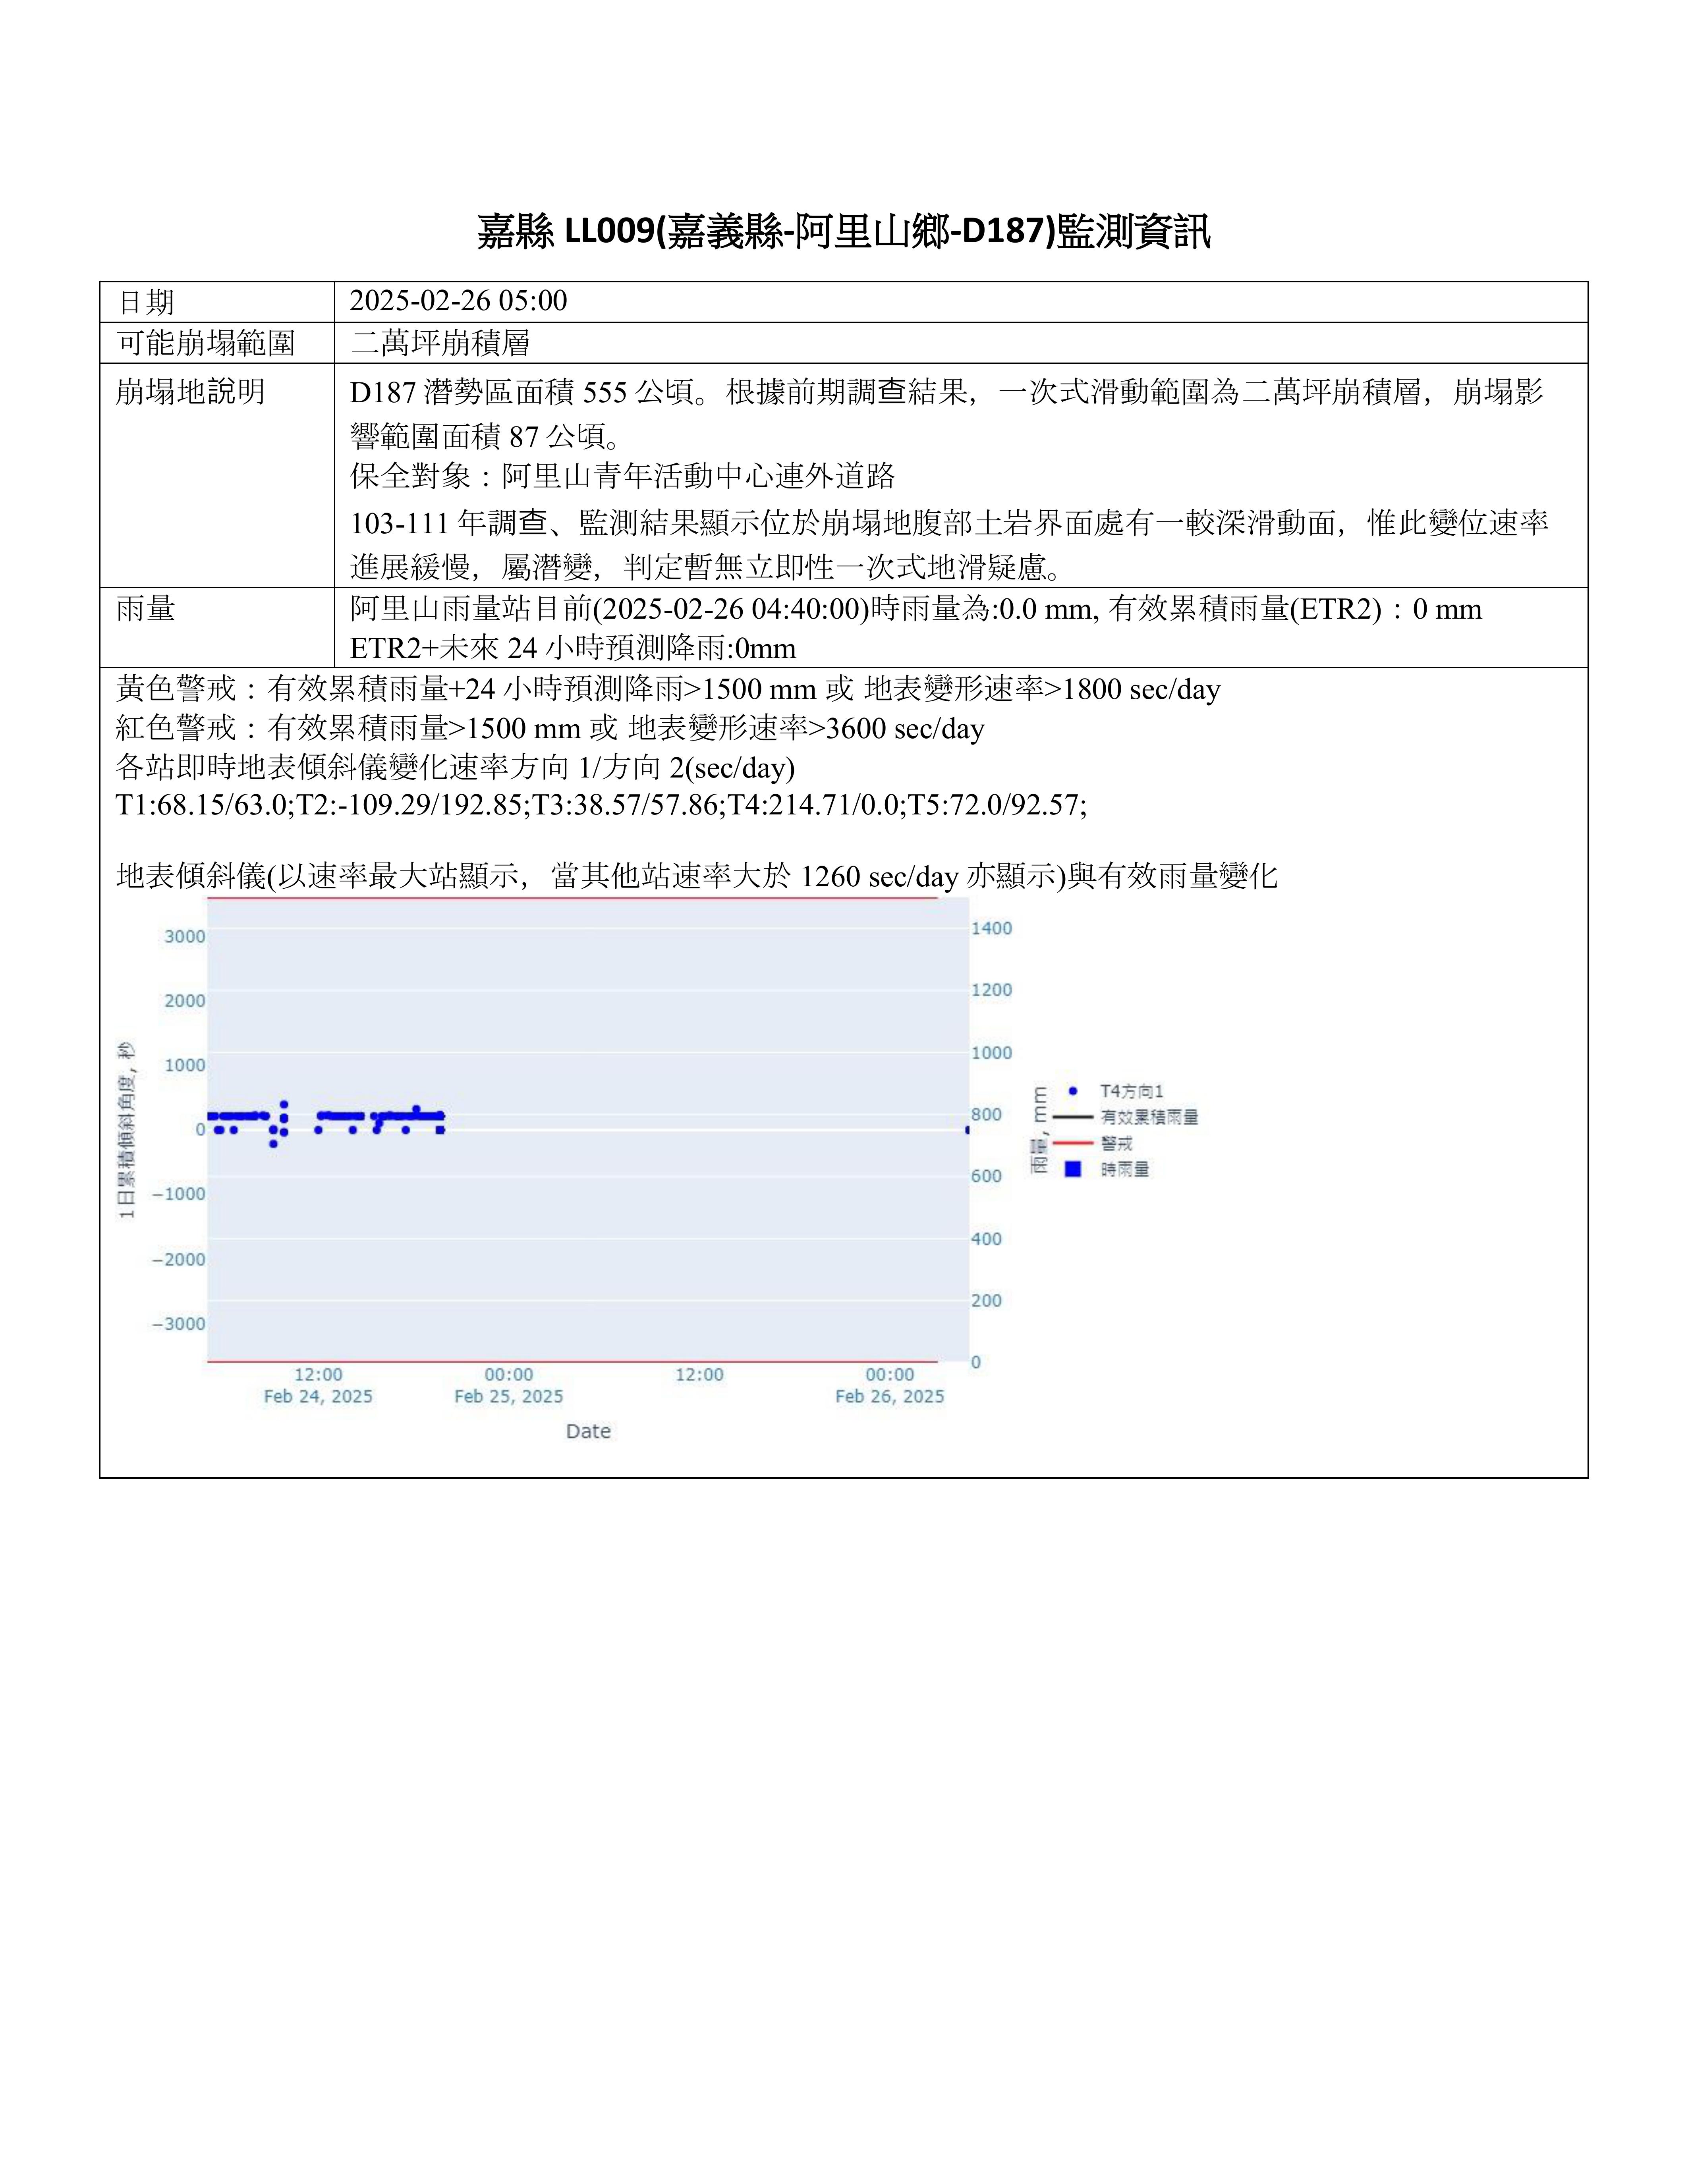 嘉縣 LL009(嘉義縣-阿里山鄉-D187)監測資訊
日期 2025-02-26 05:00
可能崩塌範圍 二萬坪崩積層
崩塌地說明 D187 潛勢區面積 555 公頃。根據前期調查結果，一次式滑動範圍為二萬坪崩積層，崩塌影
響範圍面積 87 公頃。
保全對象：阿里山青年活動中心連外道路
103-111 年調查、監測結果顯示位於崩塌地腹部土岩界面處有一較深滑動面，惟此變位速率
進展緩慢，屬潛變，判定暫無立即性一次式地滑疑慮。
雨量 阿里山雨量站目前(2025-02-26 04:40:00)時雨量為:0.0 mm, 有效累積雨量(ETR2)：0 mm
ETR2+未來 24 小時預測降雨:0mm
黃色警戒：有效累積雨量+24 小時預測降雨>1500 mm 或 地表變形速率>1800 sec/day
紅色警戒：有效累積雨量>1500 mm 或 地表變形速率>3600 sec/day
各站即時地表傾斜儀變化速率方向 1/方向 2(sec/day)
T1:68.15/63.0;T2:-109.29/192.85;T3:38.57/57.86;T4:214.71/0.0;T5:72.0/92.57;
地表傾斜儀(以速率最大站顯示，當其他站速率大於 1260 sec/day 亦顯示)與有效雨量變化
1日累積傾斜角度, 秒
3000
2000
1000
0
−1000
−2000
−3000
1400
1200
1000
800
600
400
200
0
雨量, mm
T4方向1
有效累積雨量
警戒
時雨量
12:00 00:00 12:00 00:00
Feb 24, 2025 Feb 25, 2025 Feb 26, 2025
Date